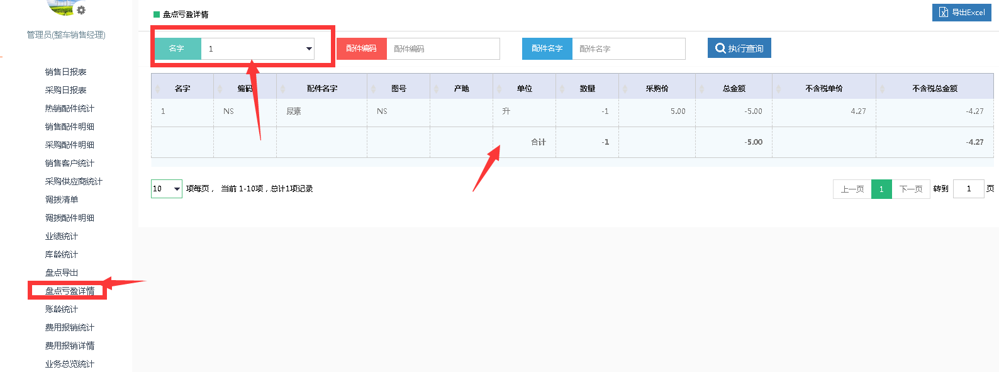 盘点亏盈详情
导出Excel
管理员(整车销售经理)
名字 1 配件编码 配件编码 配件名字 配件名字 执行查询
销售日报表
采购日报表
热销配件统计
销售配件明细
采购配件明细
销售客户统计
采购供应商统计
调拨清单
调拨配件明细
业绩统计
库龄统计
盘点导出
盘点亏盈详情
账龄统计
费用报销统计
费用报销详情
业务总览统计
名字 编码 配件名字 图号 产地 单位 数量 采购价 总金额 不含税单价 不含税总金额
1 NS 尿素 NS 升 -1 5.00 -5.00 4.27 -4.27
合计 -1 -5.00 -4.27
10 项每页， 当前 1-10项，总计1项记录
上一页 1 下一页 转到 1 页